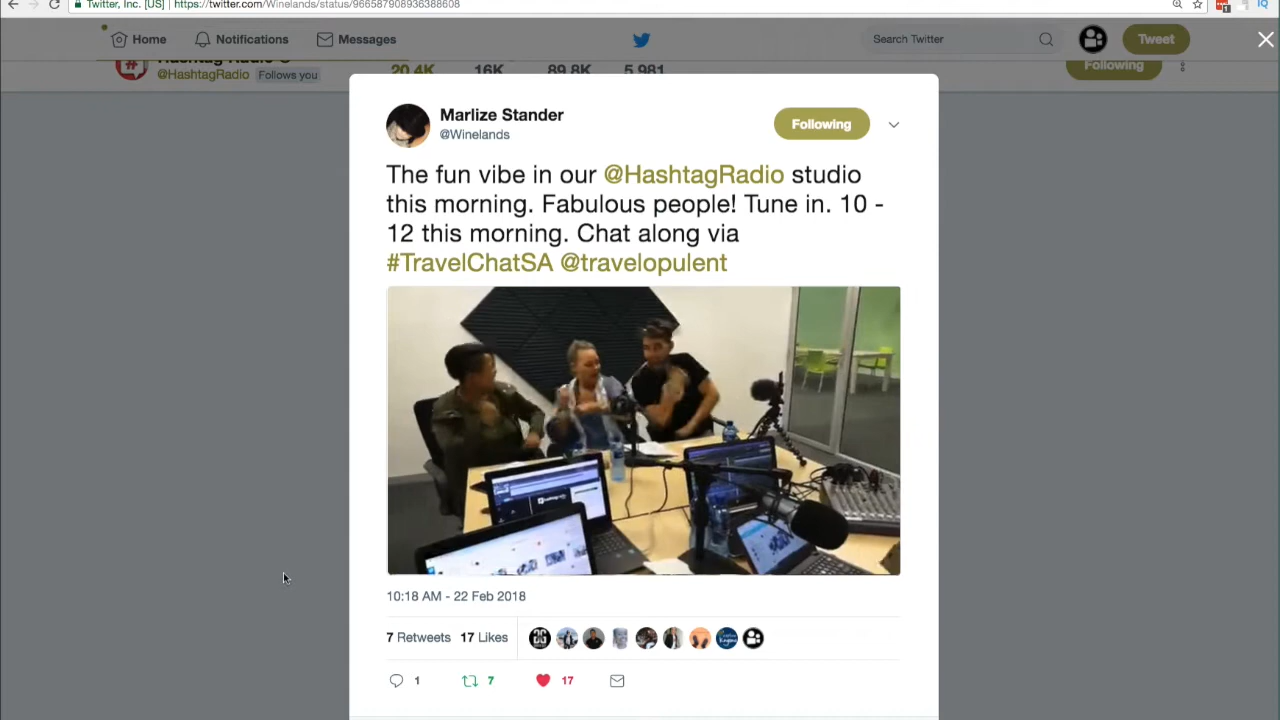 Twitter, Inc. [US] https://twitter.com/Winelands/status/966587908936388608
Home Notifications Messages Search Twitter Tweet
Hashtag Radio
@HashtagRadio Follows you 20.4K 16K 89.8K 5,981 Following
Marlize Stander
@Winelands
Following
The fun vibe in our @HashtagRadio studio
this morning. Fabulous people! Tune in. 10 -
12 this morning. Chat along via
#TravelChatSA @travelopulent
10:18 AM - 22 Feb 2018
7 Retweets 17 Likes
1 7 17